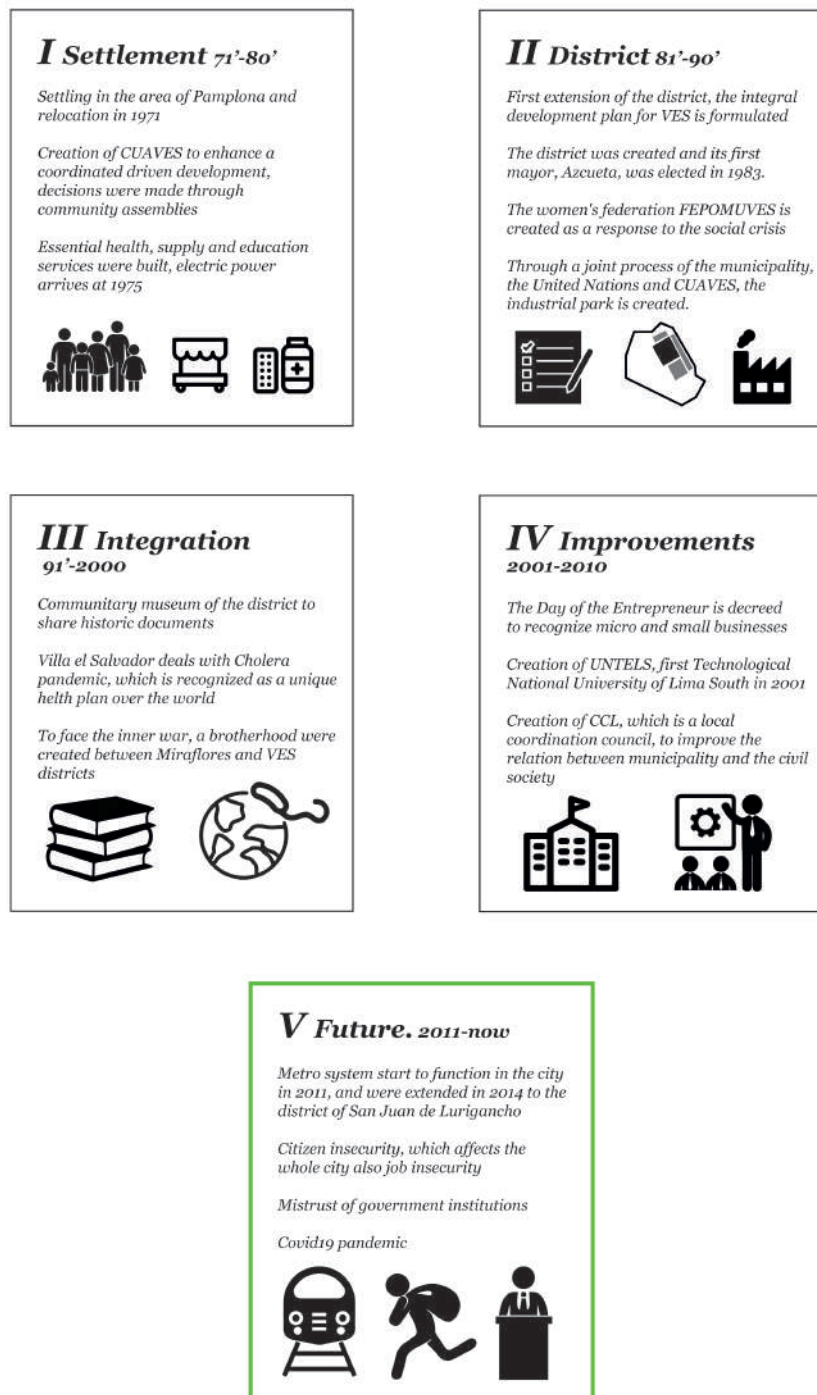 I Settlement 71'-80'
Settling in the area of Pamplona and
relocation in 1971
Creation of CUAVES to enhance a
coordinated driven development,
decisions were made through
community assemblies
Essential health, supply and education
services were built, electric power
arrives at 1975
II District 81'-90'
First extension of the district, the integral
development plan for VES is formulated
The district was created and its first
mayor, Azcueta, was elected in 1983.
The women's federation FEPOMUVES is
created as a response to the social crisis
Through a joint process of the municipality,
the United Nations and CUAVES, the
industrial park is created.
III Integration
91'-2000
Communitary museum of the district to
share historic documents
Villa el Salvador deals with Cholera
pandemic, which is recognized as a unique
helth plan over the world
To face the inner war, a brotherhood were
created between Miraflores and VES
districts
IV Improvements
2001-2010
The Day of the Entrepreneur is decreed
to recognize micro and small businesses
Creation of UNTELS, first Technological
National University of Lima South in 2001
Creation of CCL, which is a local
coordination council, to improve the
relation between municipality and the civil
society
V Future. 2011-now
Metro system start to function in the city
in 2011, and were extended in 2014 to the
district of San Juan de Lurigancho
Citizen insecurity, which affects the
whole city also job insecurity
Mistrust of government institutions
Covid19 pandemic